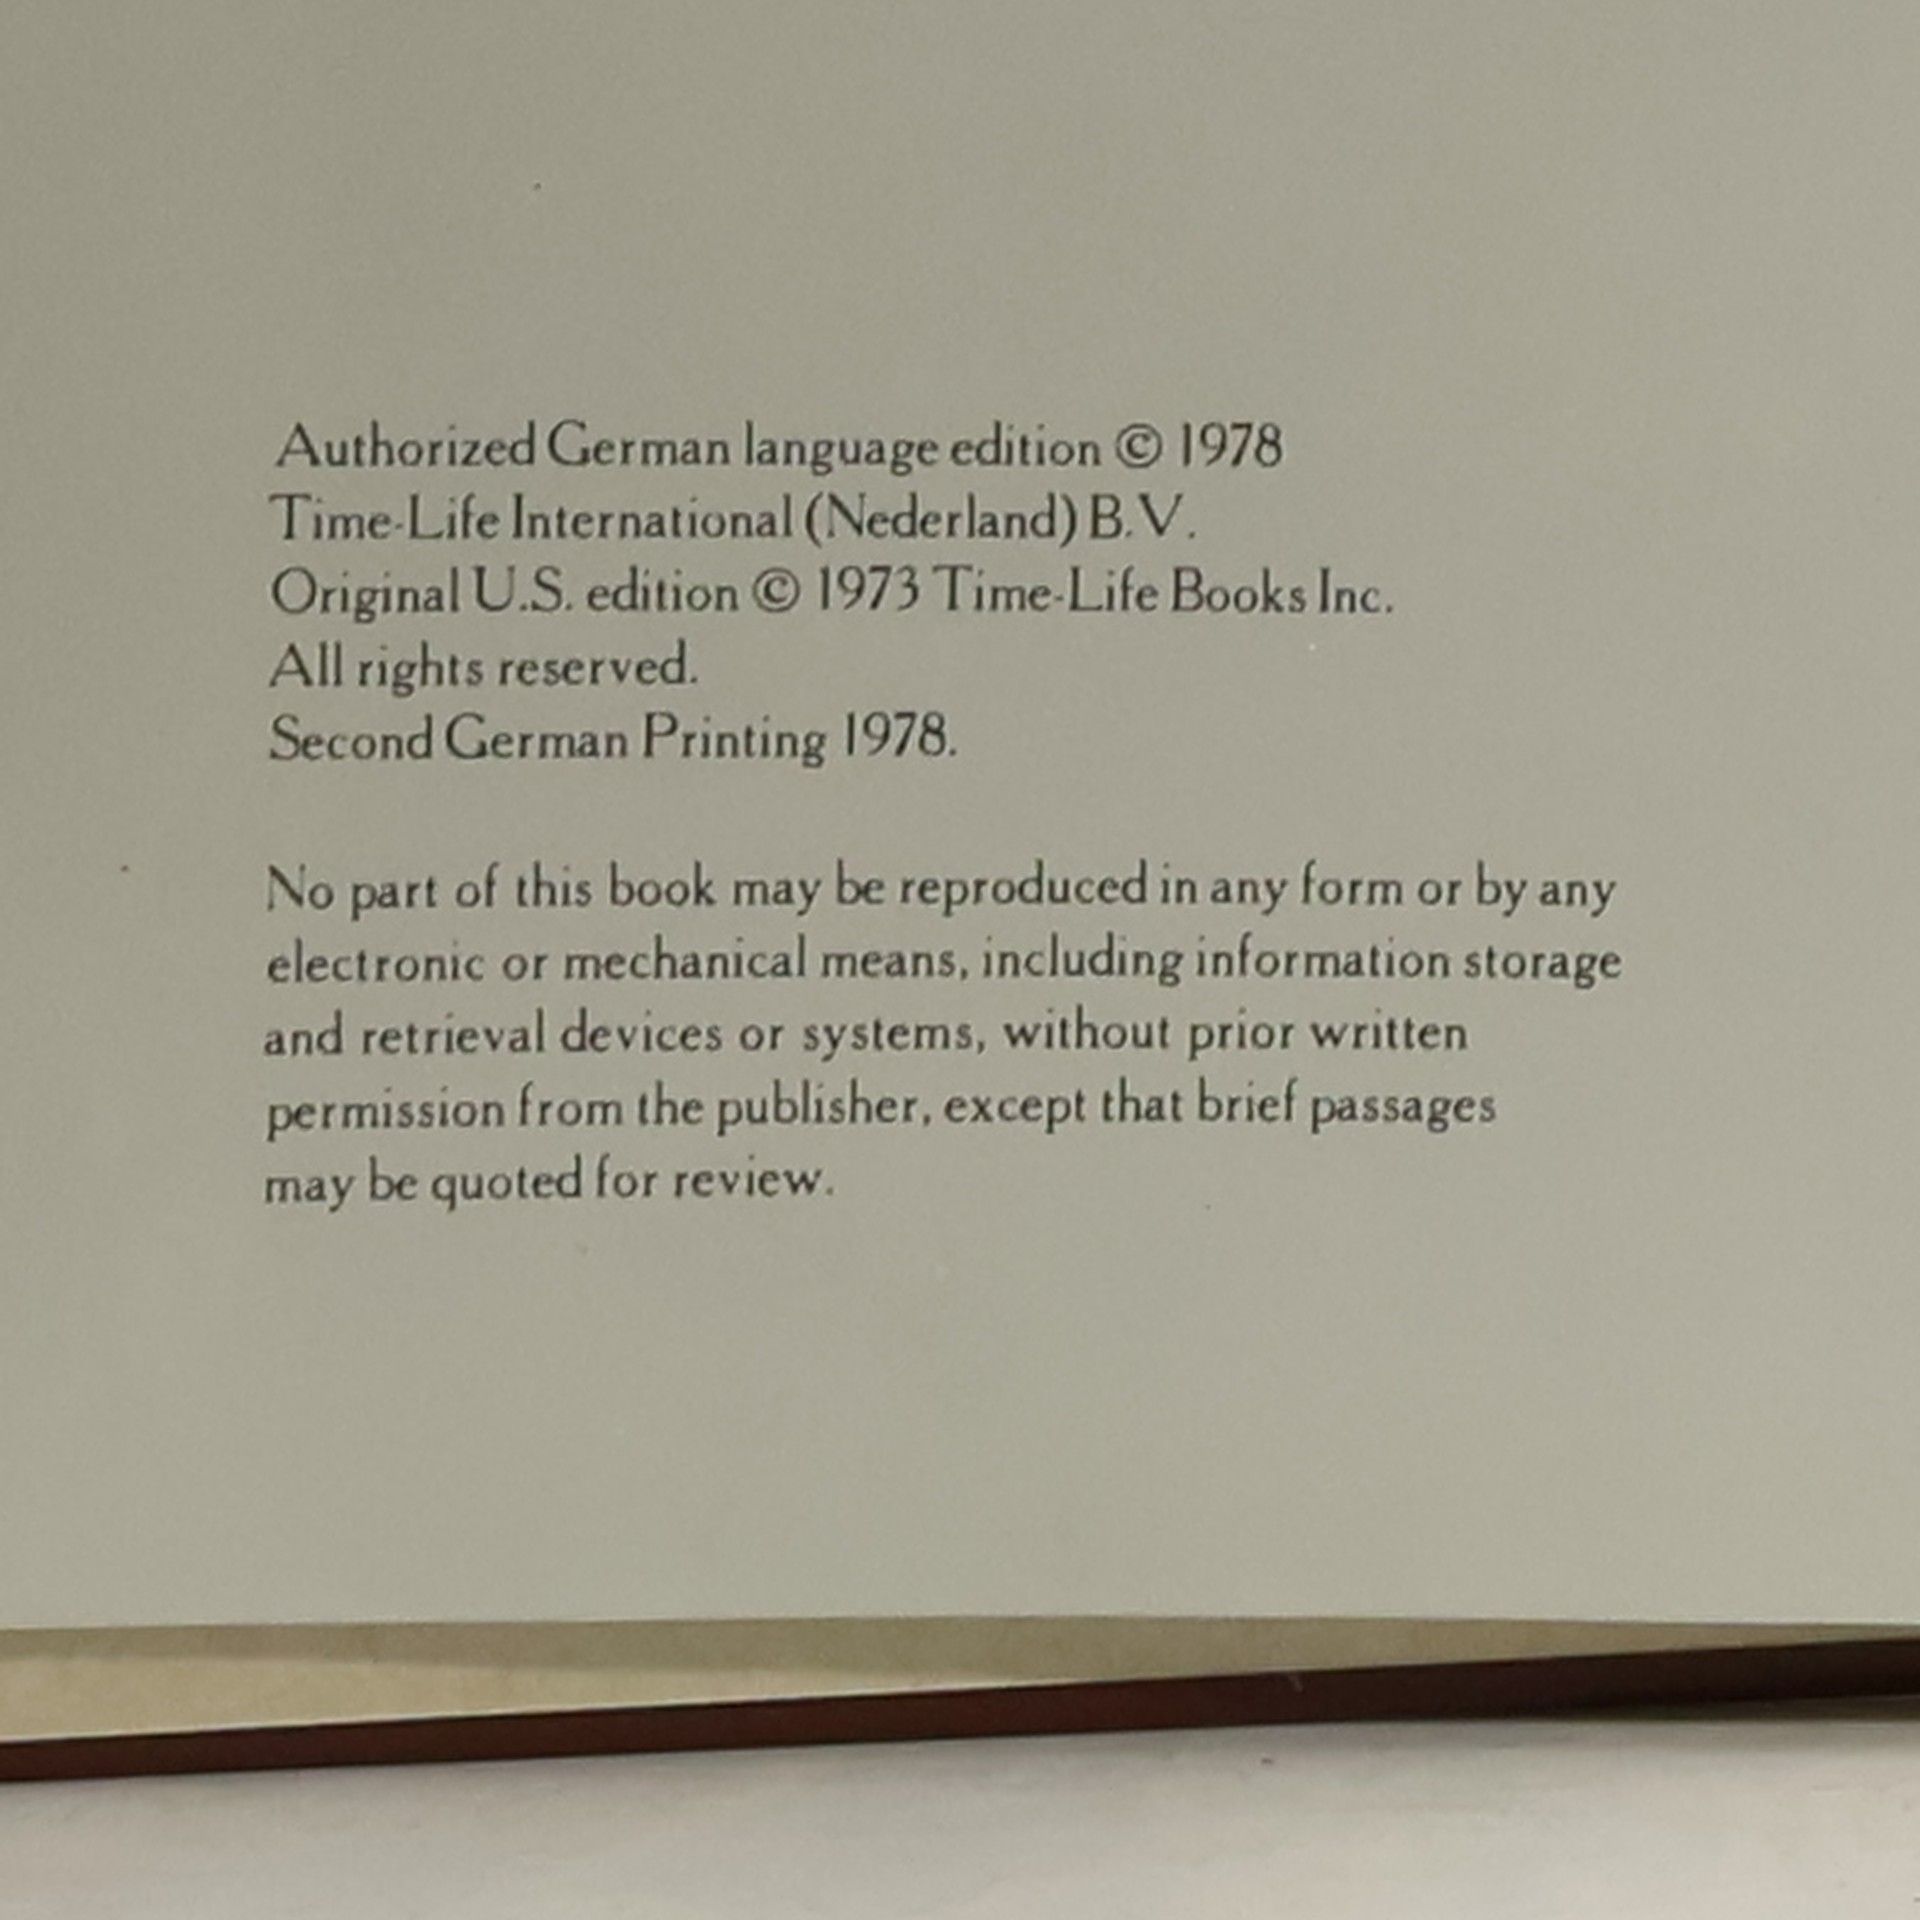 Authorized German language edition © 1978
Time-Life International (Nederland) B.V.
Original U.S. edition © 1973 Time-Life Books Inc.
All rights reserved.
Second German Printing 1978.
No part of this book may be reproduced in any form or by any
electronic or mechanical means, including information storage
and retrieval devices or systems, without prior written
permission from the publisher, except that brief passages
may be quoted for review.